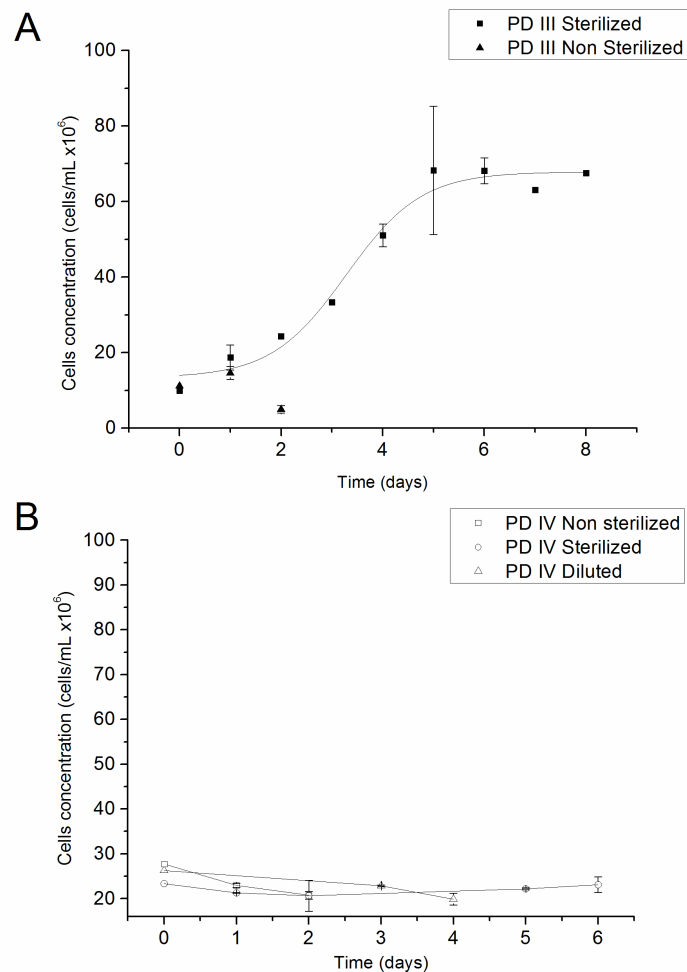 A
PD III Sterilized
PD III Non Sterilized
100
80
60
40
20
0
Cells concentration (cells/mL x10⁶)
0 2 4 6 8
Time (days)
B
PD IV Non sterilized
PD IV Sterilized
PD IV Diluted
100
90
80
70
60
50
40
30
20
Cells concentration (cells/mL x10⁶)
0 1 2 3 4 5 6
Time (days)